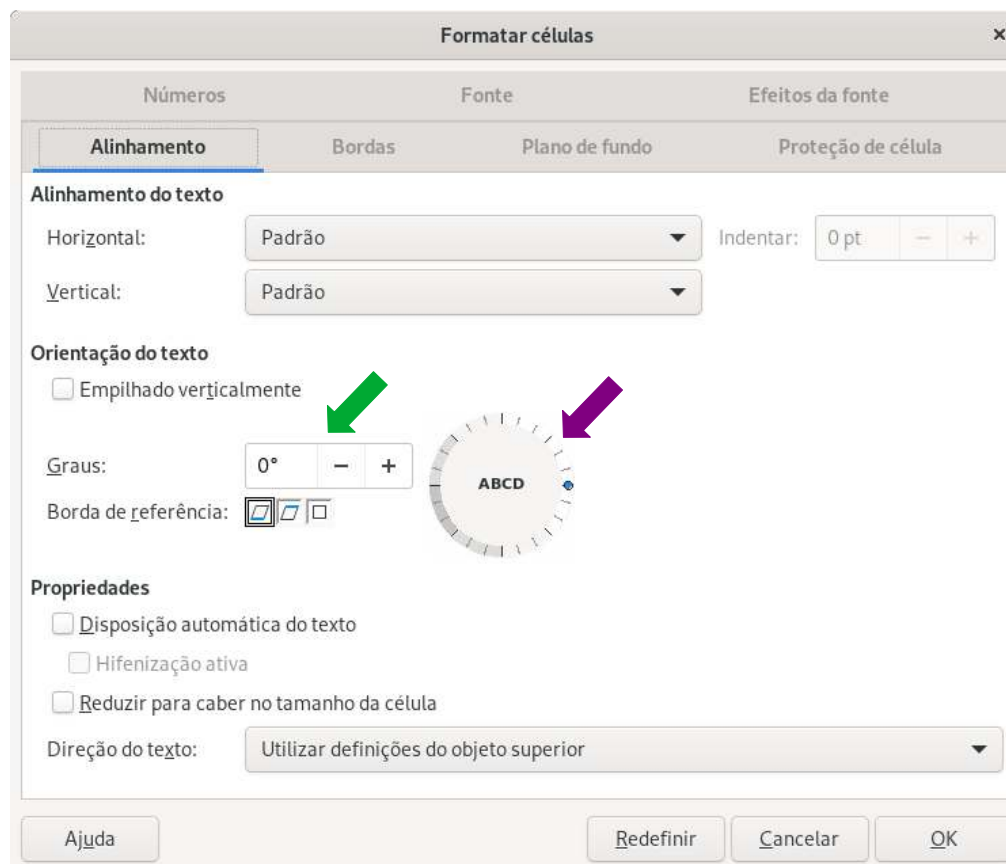 Formatar células ×
Números Fonte Efeitos da fonte
Alinhamento Bordas Plano de fundo Proteção de célula
Alinhamento do texto
Horizontal: Padrão Indentar: 0 pt − +
Vertical: Padrão
Orientação do texto
Empilhado verticalmente
Graus: 0° − + ABCD
Borda de referência:
Propriedades
Disposição automática do texto
Hifenização ativa
Reduzir para caber no tamanho da célula
Direção do texto: Utilizar definições do objeto superior
Ajuda Redefinir Cancelar OK